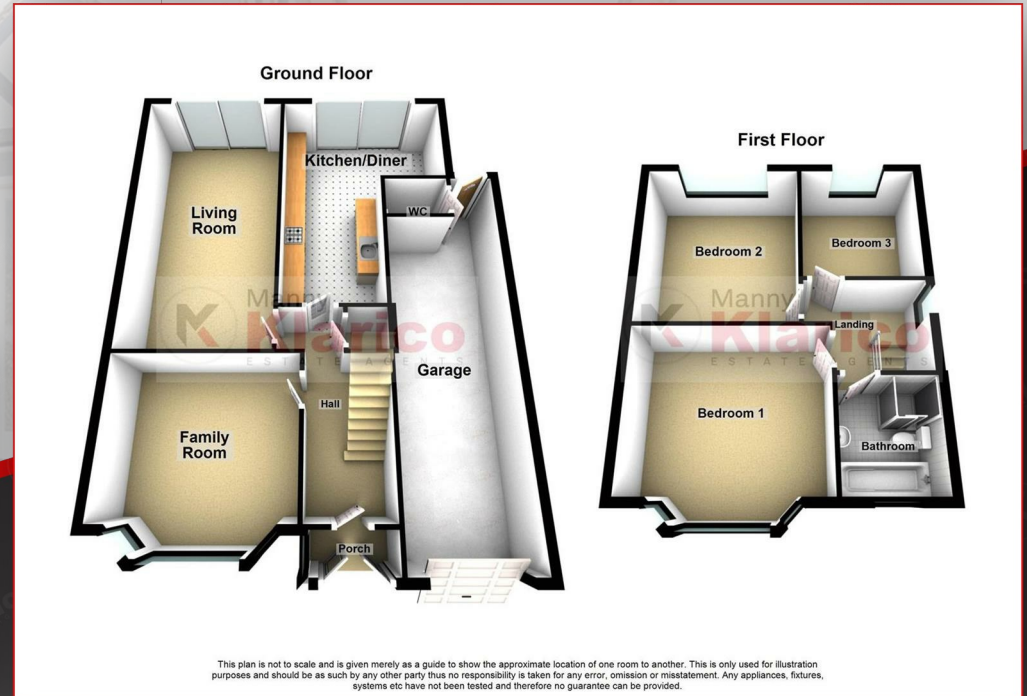 Ground Floor
Kitchen/Diner
Living
Room
WC
Manny
Klarico
ESTATE AGENTS
Garage
Hall
Family
Room
Porch
First Floor
Bedroom 2
Bedroom 3
Manny
Klarico
ESTATE AGENTS
Landing
Bedroom 1
Bathroom
This plan is not to scale and is given merely as a guide to show the approximate location of one room to another. This is only used for illustration
purposes and should be as such by any other party thus no responsibility is taken for any error, omission or misstatement. Any appliances, fixtures,
systems etc have not been tested and therefore no guarantee can be provided.